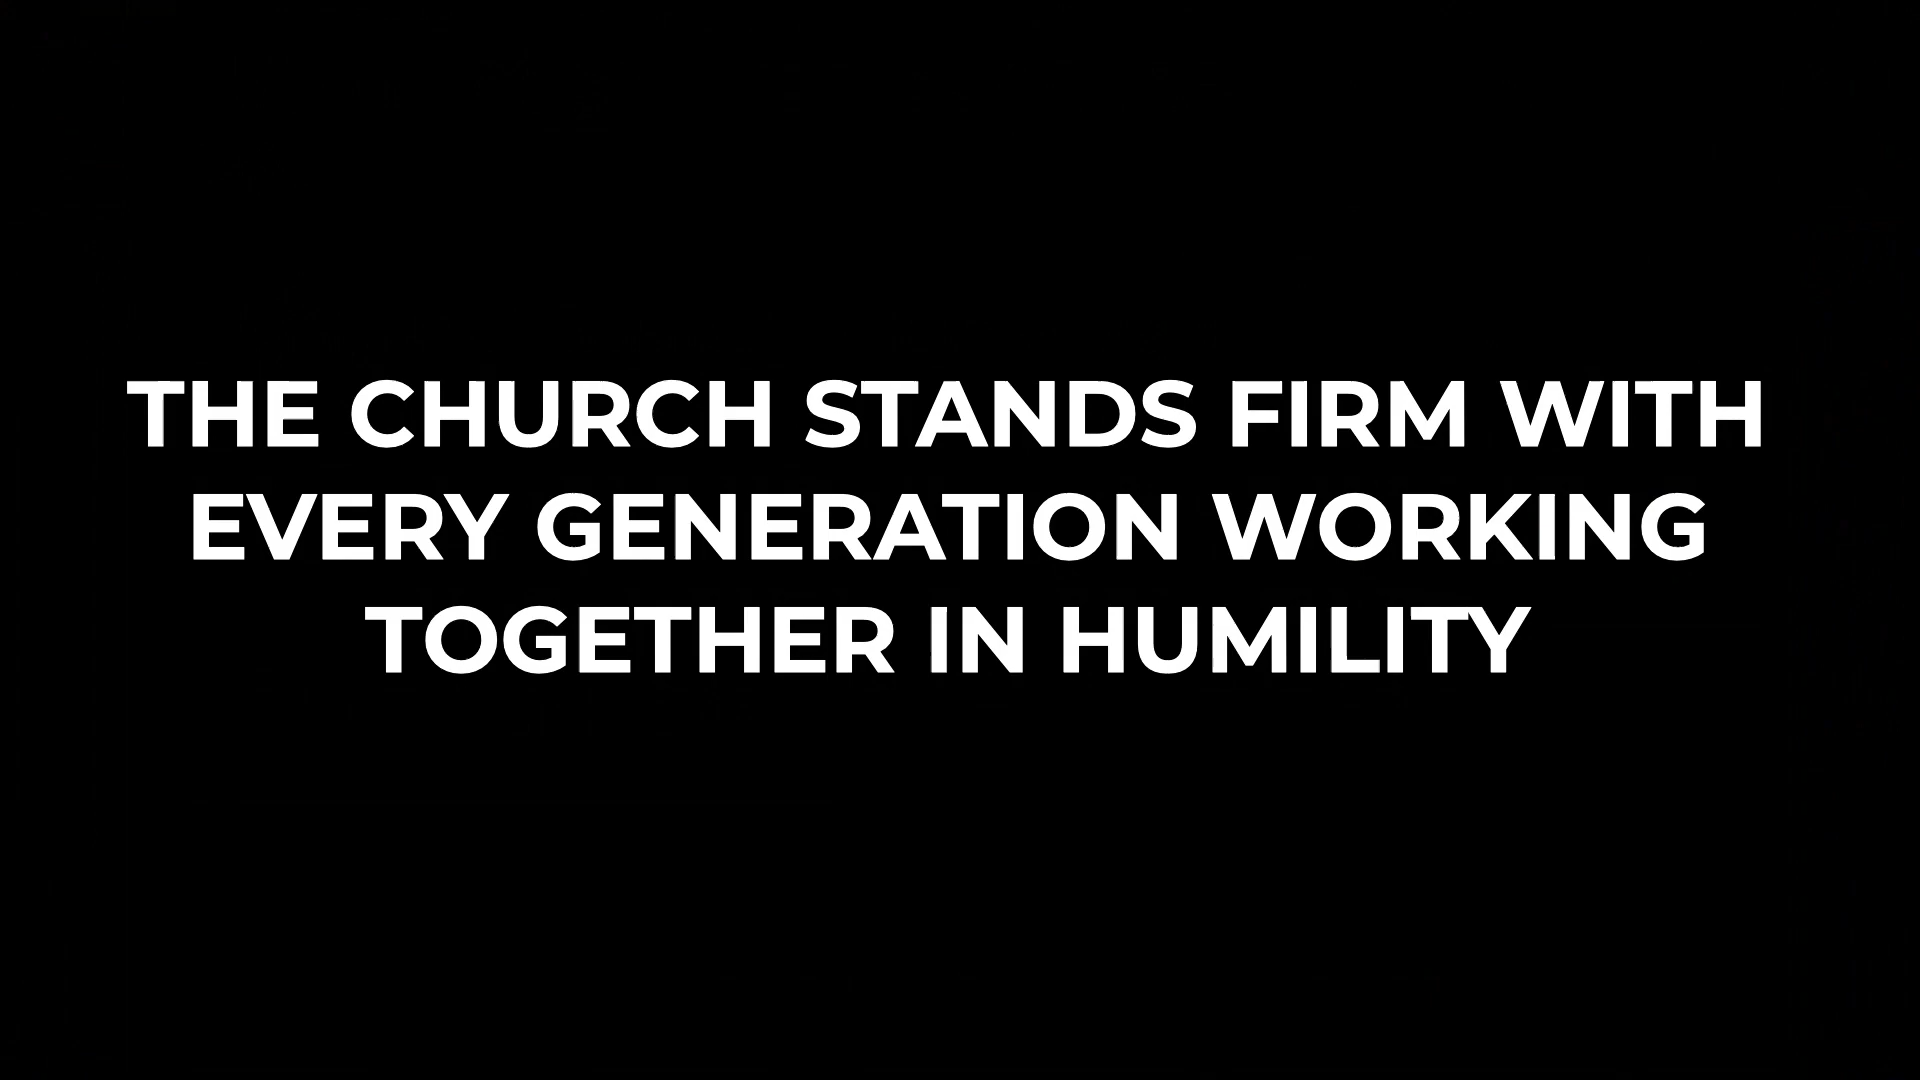 THE CHURCH STANDS FIRM WITH
EVERY GENERATION WORKING
TOGETHER IN HUMILITY